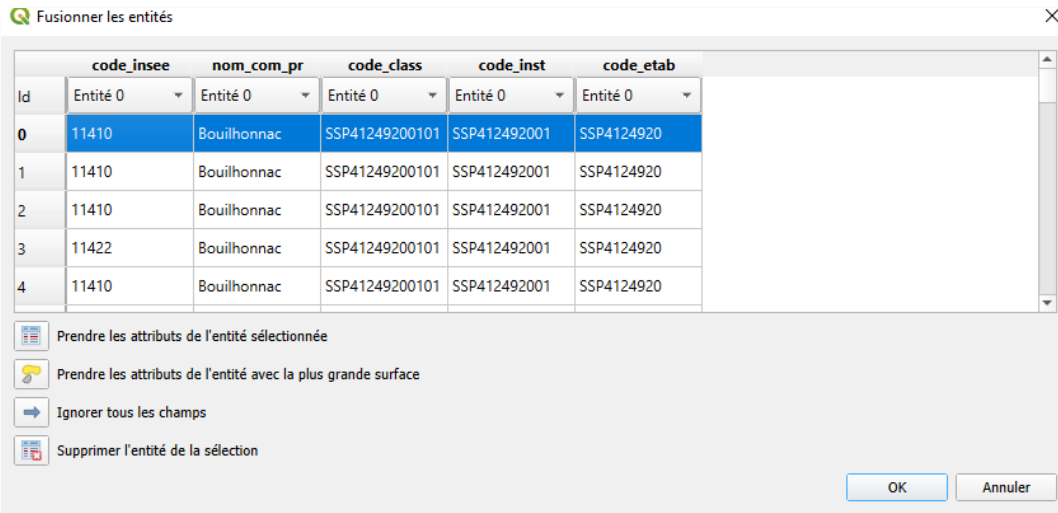 Fusionner les entités
code_insee nom_com_pr code_class code_inst code_etab
Id Entité 0 Entité 0 Entité 0 Entité 0 Entité 0
0 11410 Bouilhonnac SSP41249200101 SSP412492001 SSP4124920
1 11410 Bouilhonnac SSP41249200101 SSP412492001 SSP4124920
2 11410 Bouilhonnac SSP41249200101 SSP412492001 SSP4124920
3 11422 Bouilhonnac SSP41249200101 SSP412492001 SSP4124920
4 11410 Bouilhonnac SSP41249200101 SSP412492001 SSP4124920
Prendre les attributs de l'entité sélectionnée
Prendre les attributs de l'entité avec la plus grande surface
Ignorer tous les champs
Supprimer l'entité de la sélection
OK Annuler